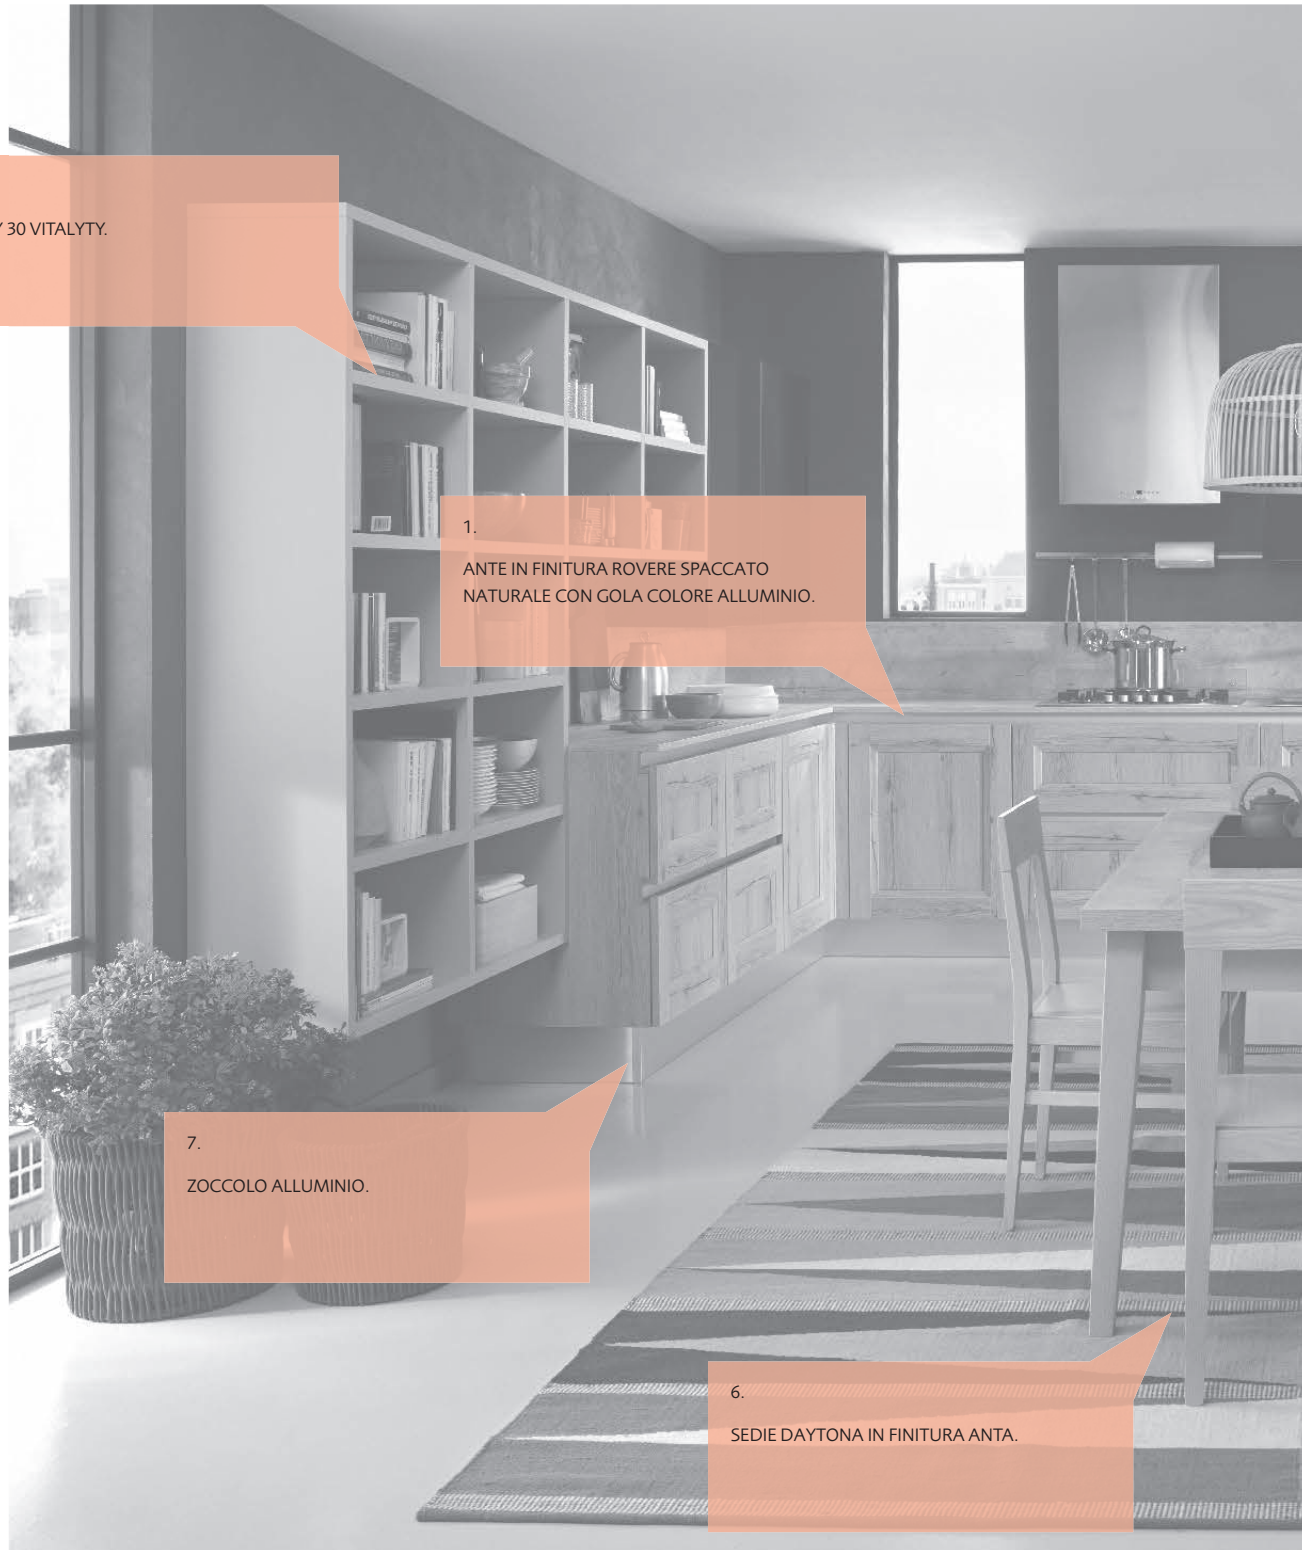 30 VITALYTY.
1.
ANTE IN FINITURA ROVERE SPACCATO
NATURALE CON GOLA COLORE ALLUMINIO.
7.
ZOCCOLO ALLUMINIO.
6.
SEDIE DAYTONA IN FINITURA ANTA.